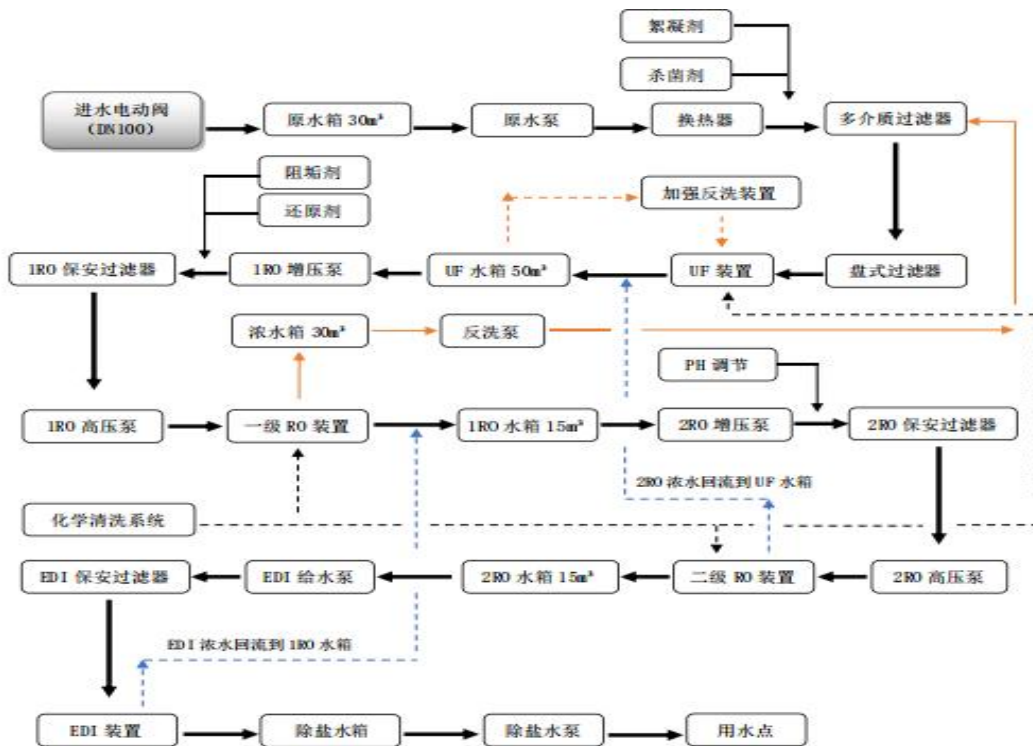 絮凝剂
杀菌剂
进水电动阀
(DN100)
原水箱 30m³
原水泵
换热器
多介质过滤器
阻垢剂
还原剂
加强反洗装置
1RO 保安过滤器
1RO 增压泵
UF 水箱 50m³
UF 装置
盘式过滤器
浓水箱 30m³
反洗泵
PH 调节
1RO 高压泵
一级 RO 装置
1RO 水箱 15m³
2RO 增压泵
2RO 保安过滤器
2RO 浓水回流到 UF 水箱
化学清洗系统
EDI 保安过滤器
EDI 给水泵
2RO 水箱 15m³
二级 RO 装置
2RO 高压泵
EDI 浓水回流到 1RO 水箱
EDI 装置
除盐水箱
除盐水泵
用水点